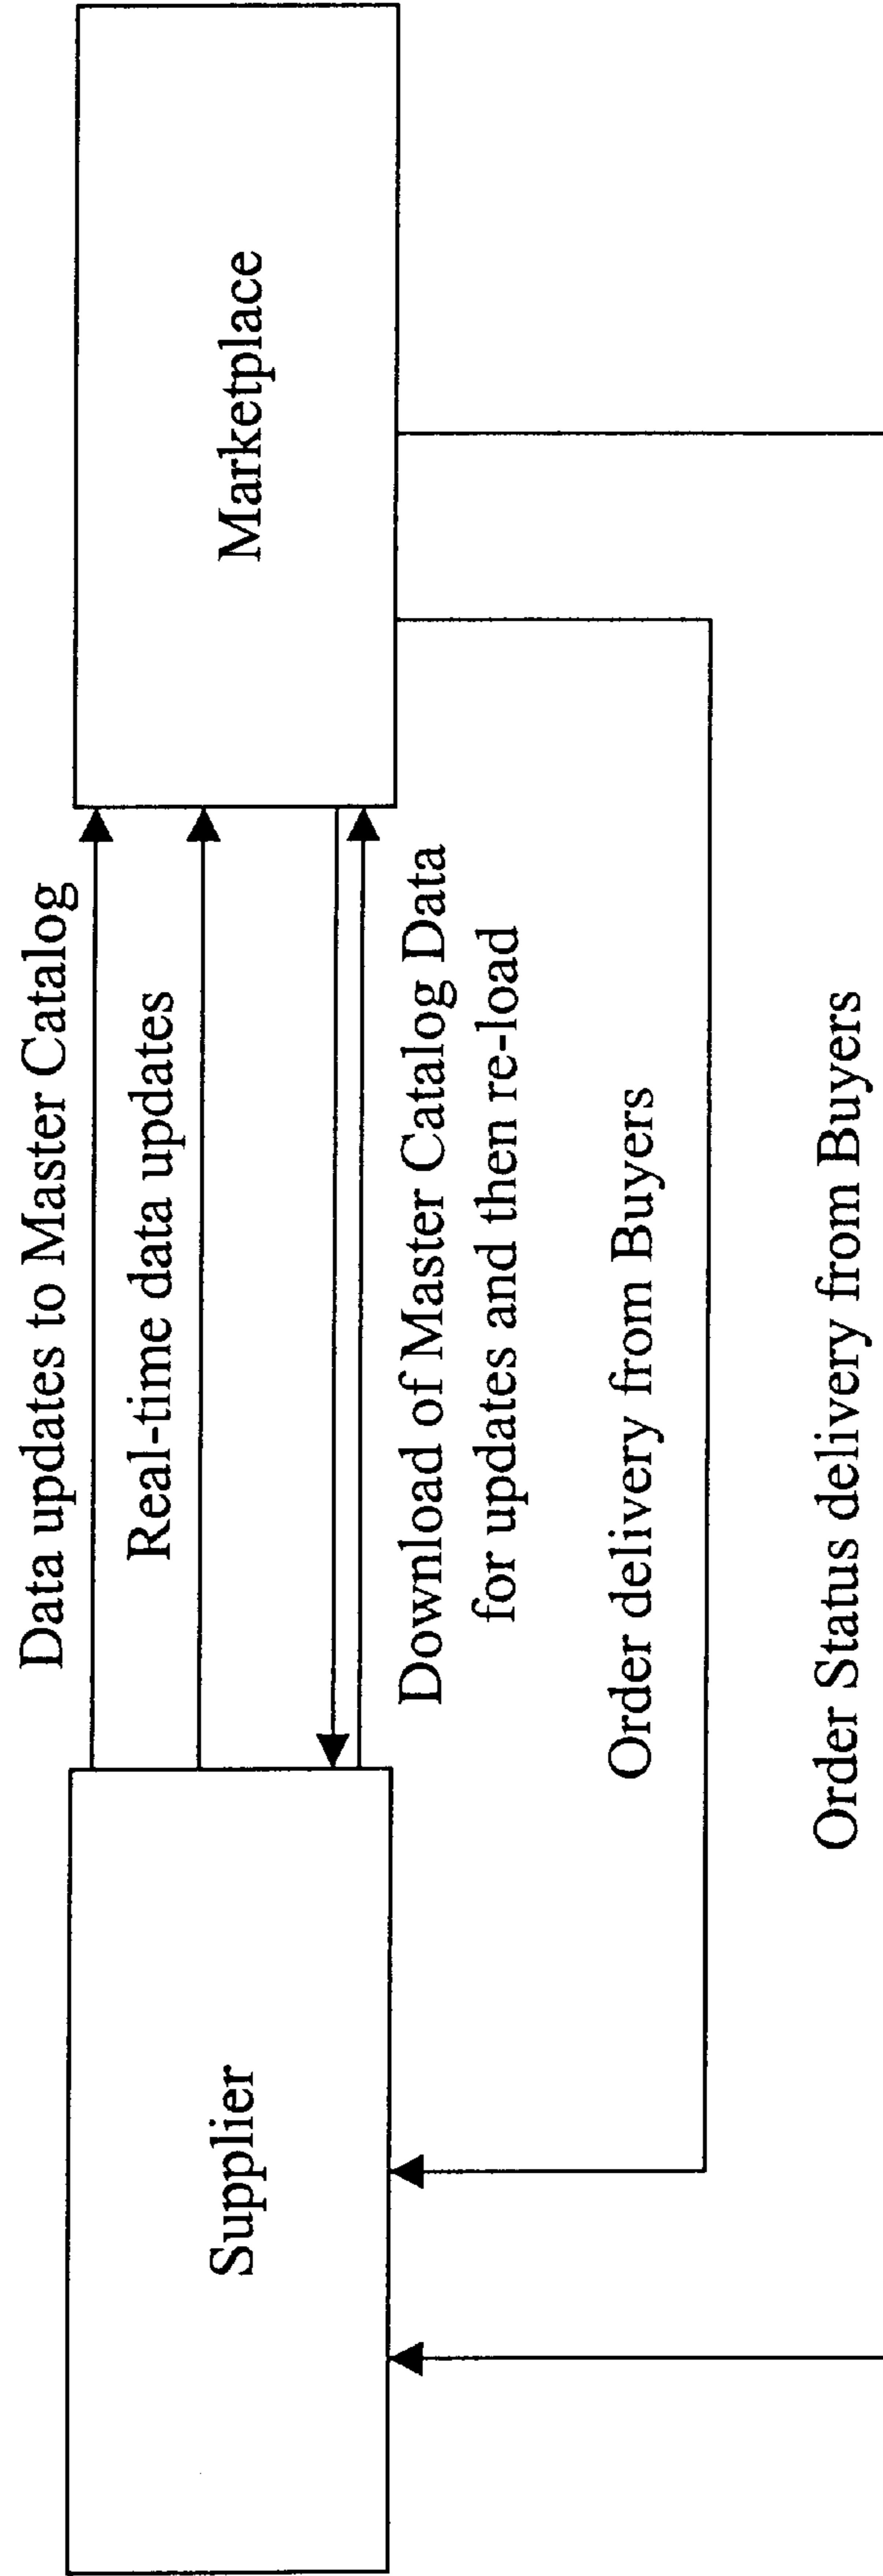 Data updates to Master Catalog
Real-time data updates
Supplier
Marketplace
Download of Master Catalog Data
for updates and then re-load
Order delivery from Buyers
Order Status delivery from Buyers